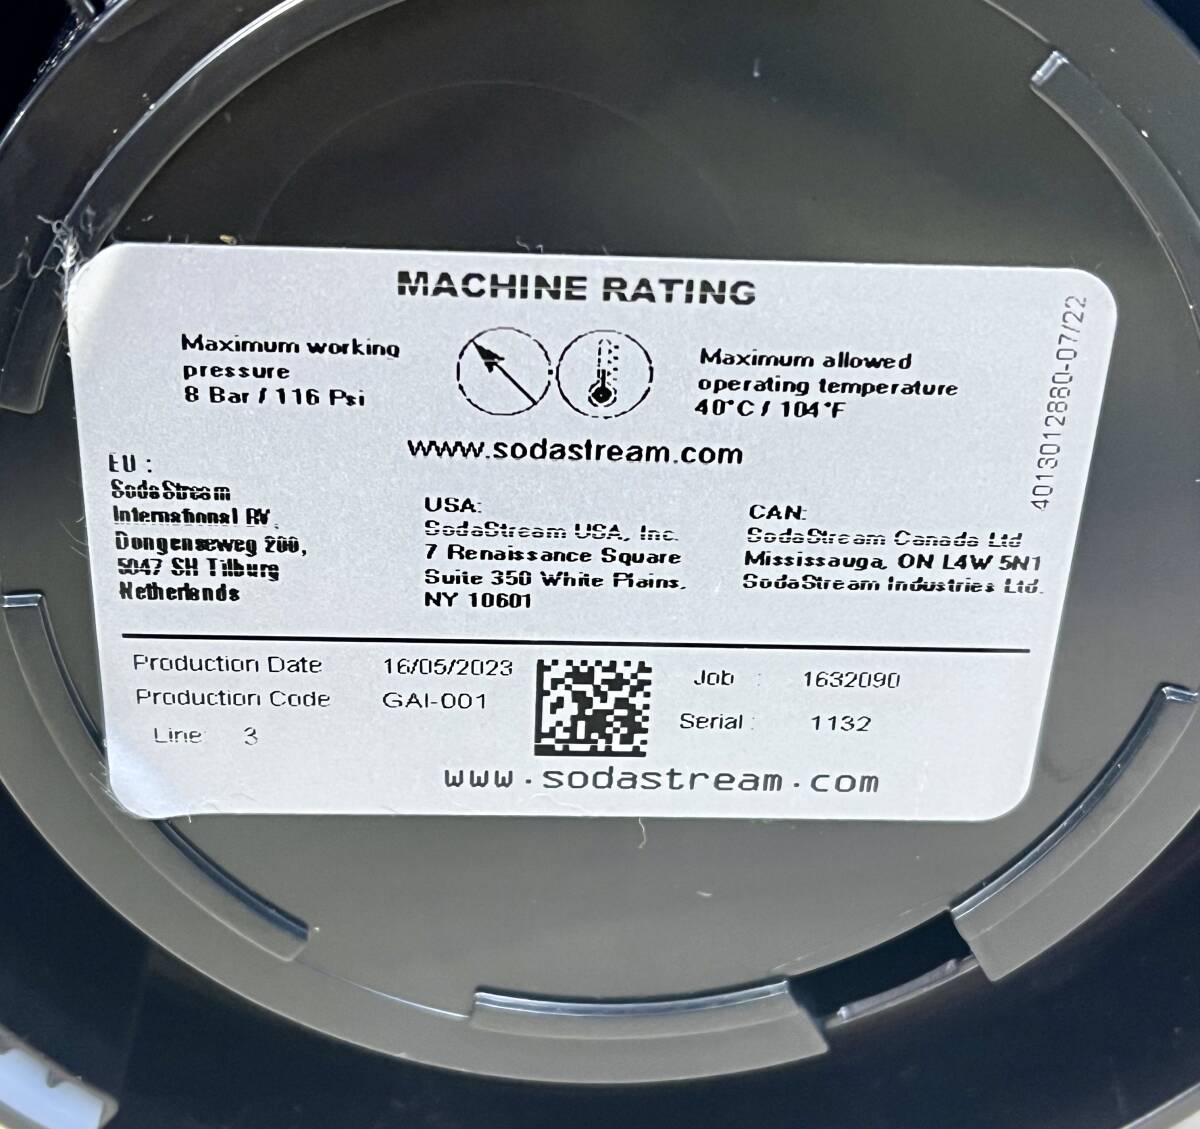 MACHINE RATING
Maximum working
pressure
8 Bar / 116 Psi
Maximum allowed
operating temperature
40°C / 104°F
4013012880-07/22
www.sodastream.com
EU :
SodaStream
International BV.
Dongenseweg 200,
5047 SH Tilburg
Netherlands
USA:
SodaStream USA, Inc.
7 Renaissance Square
Suite 350 White Plains,
NY 10601
CAN:
SodaStream Canada Ltd
Mississauga, ON L4W 5N1
SodaStream Industries Ltd.
Production Date 16/05/2023
Production Code GAI-001
Line: 3
Job : 1632090
Serial : 1132
www.sodastream.com